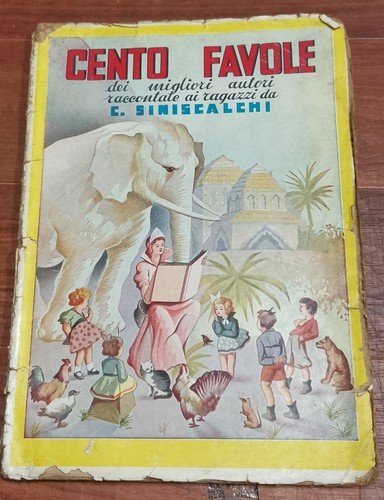 CENTO FAVOLE
dei migliori autori
raccontate ai ragazzi da
C. SINISCALCHI